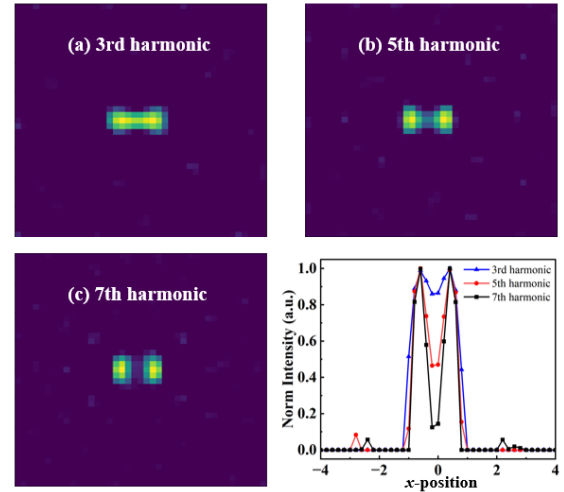 (a) 3rd harmonic
(b) 5th harmonic
(c) 7th harmonic
Norm Intensity (a.u.)
1.0
0.8
0.6
0.4
0.2
0.0
3rd harmonic
5th harmonic
7th harmonic
−4 −2 0 2 4
x-position